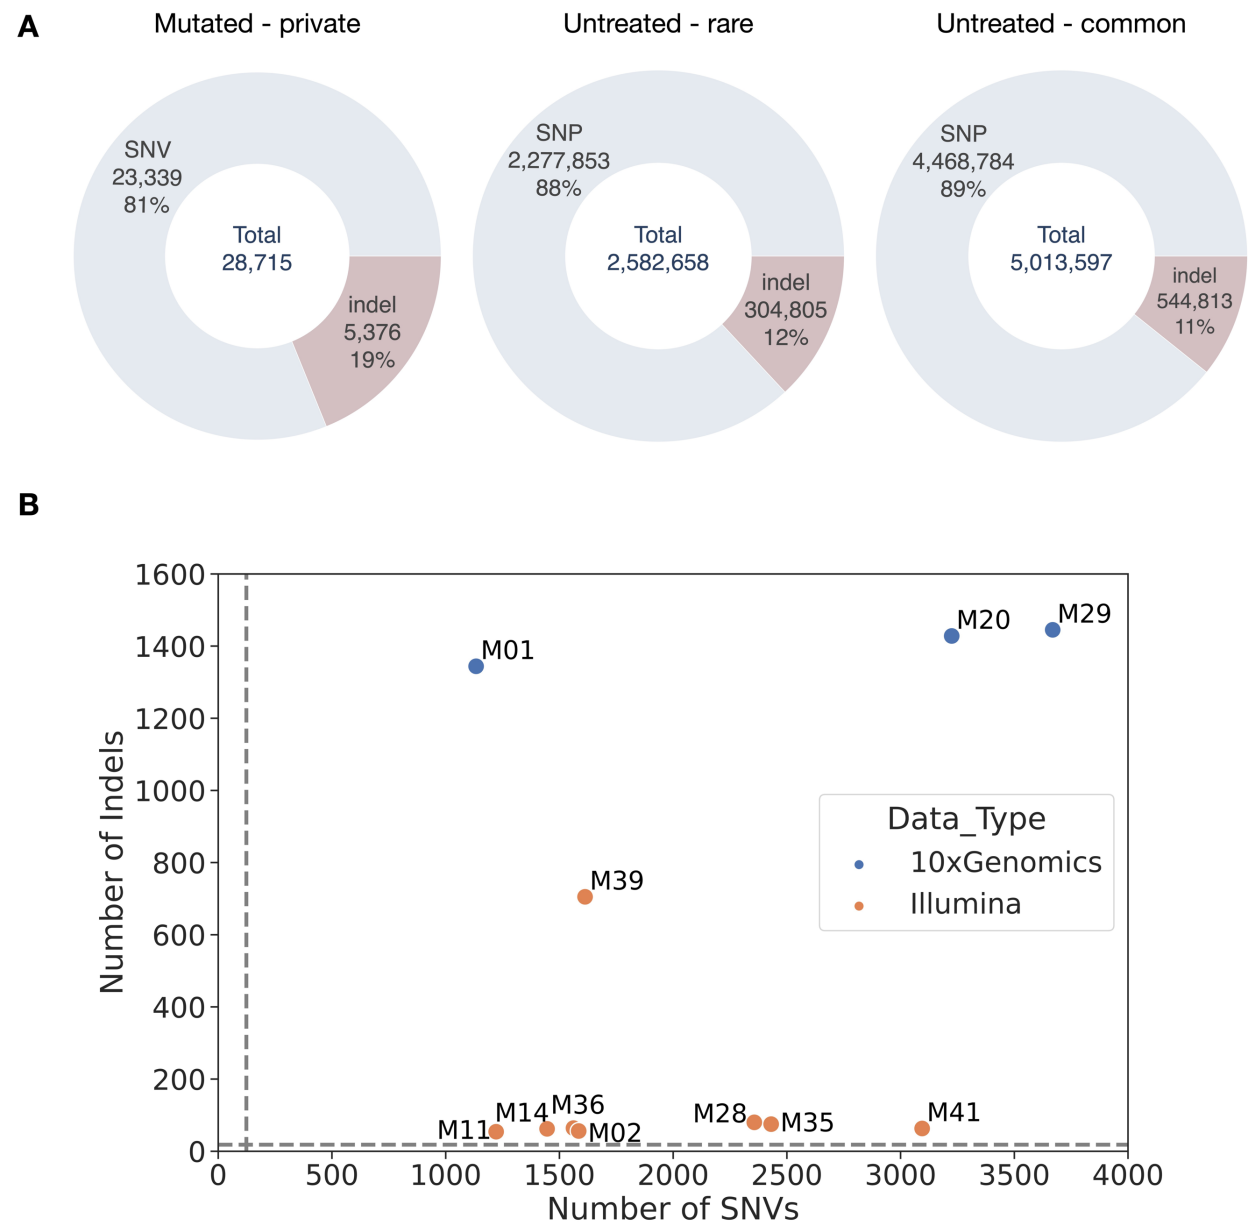 A
Mutated - private
Untreated - rare
Untreated - common
SNV
23,339
81%
Total
28,715
indel
5,376
19%
SNP
2,277,853
88%
Total
2,582,658
indel
304,805
12%
SNP
4,468,784
89%
Total
5,013,597
indel
544,813
11%
B
Number of Indels
1600
1400
1200
1000
800
600
400
200
0
M01
M20
M29
M39
M11
M14
M36
M02
M28
M35
M41
Data_Type
10xGenomics
Illumina
0
500
1000
1500
2000
2500
3000
3500
4000
Number of SNVs